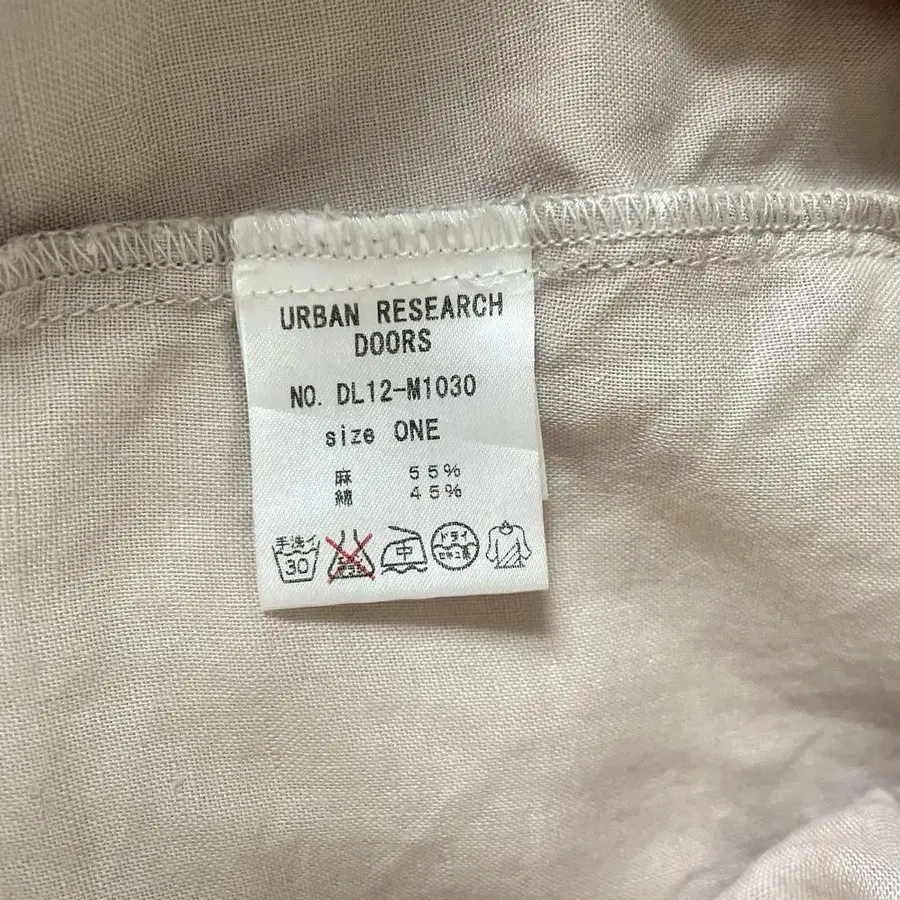 URBAN RESEARCH
DOORS
NO. DL12-M1030
size ONE
麻 55%
綿 45%
手洗イ
30
中
ドライ